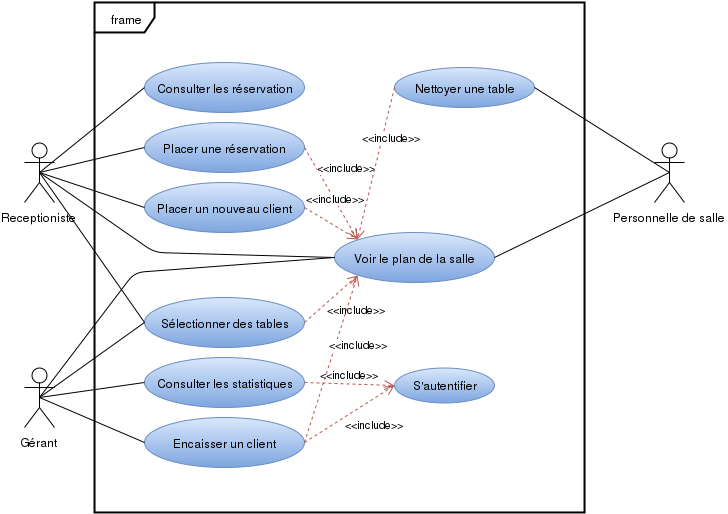 frame
Consulter les réservation
Nettoyer une table
<<include>>
Placer une réservation
<<include>>
<<include>>
Placer un nouveau client
Receptioniste
Personnelle de salle
Voir le plan de la salle
<<include>>
Sélectionner des tables
<<include>>
<<include>>
Consulter les statistiques
S'autentifier
<<include>>
Gérant
Encaisser un client